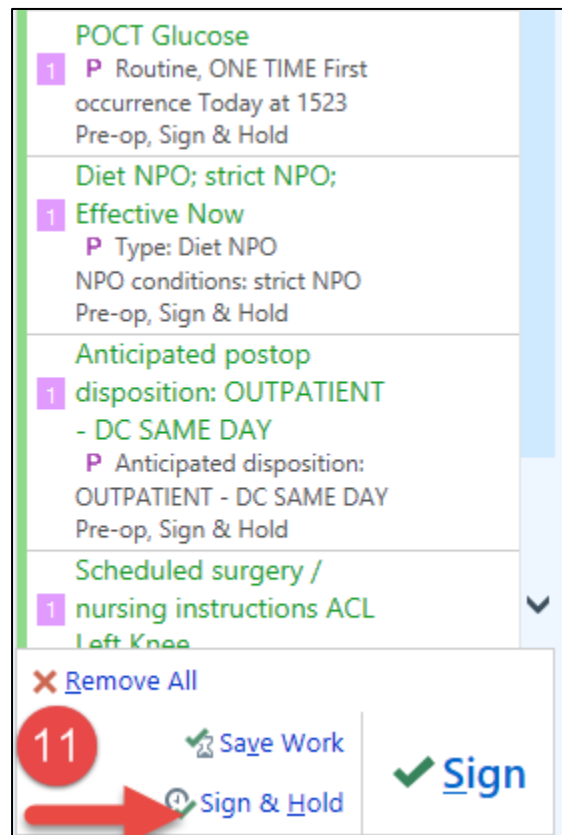 POCT Glucose
1 P Routine, ONE TIME First
occurrence Today at 1523
Pre-op, Sign & Hold
Diet NPO; strict NPO;
1 Effective Now
P Type: Diet NPO
NPO conditions: strict NPO
Pre-op, Sign & Hold
Anticipated postop
1 disposition: OUTPATIENT
- DC SAME DAY
P Anticipated disposition:
OUTPATIENT - DC SAME DAY
Pre-op, Sign & Hold
Scheduled surgery /
1 nursing instructions ACL
Left Knee
Remove All
11
Save Work
Sign & Hold
Sign